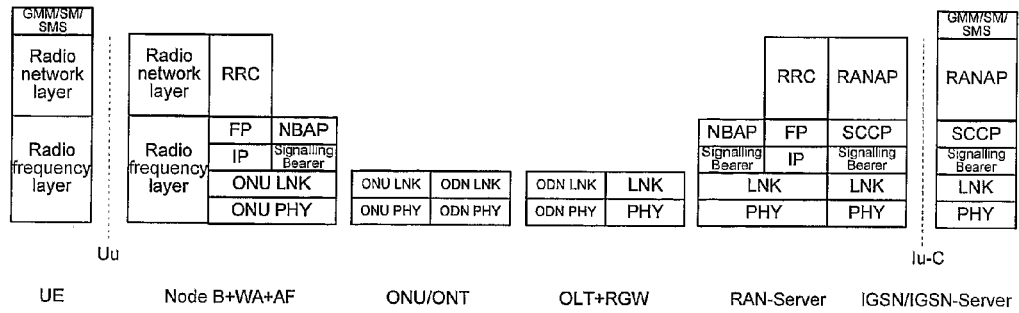 GMM/SM/
SMS
Radio
network
layer
Radio
frequency
layer
Radio
network
layer
RRC
Radio
frequency
layer
FP
NBAP
IP
Signalling
Bearer
ONU LNK
ONU PHY
ONU LNK
ODN LNK
ONU PHY
ODN PHY
ODN LNK
LNK
ODN PHY
PHY
RRC
RANAP
NBAP
FP
SCCP
Signalling
Bearer
IP
Signalling
Bearer
LNK
LNK
PHY
PHY
GMM/SM/
SMS
RANAP
SCCP
Signalling
Bearer
LNK
PHY
Uu
Iu-C
UE
Node B+WA+AF
ONU/ONT
OLT+RGW
RAN-Server
IGSN/IGSN-Server